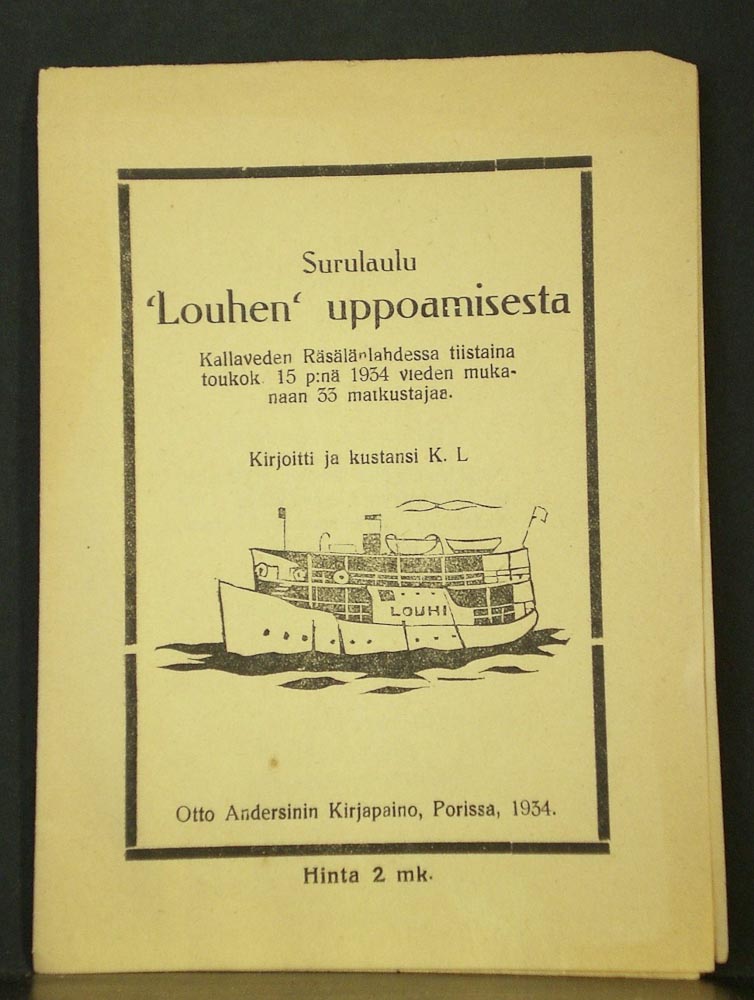 Surulaulu
‘Louhen‘ uppoamisesta
Kallaveden Räsälänlahdessa tiistaina
toukok. 15 p:nä 1934 vieden muka-
naan 33 matkustajaa.
Kirjoitti ja kustansi K. L
LOUHI
Otto Andersinin Kirjapaino, Porissa, 1934.
Hinta 2 mk.